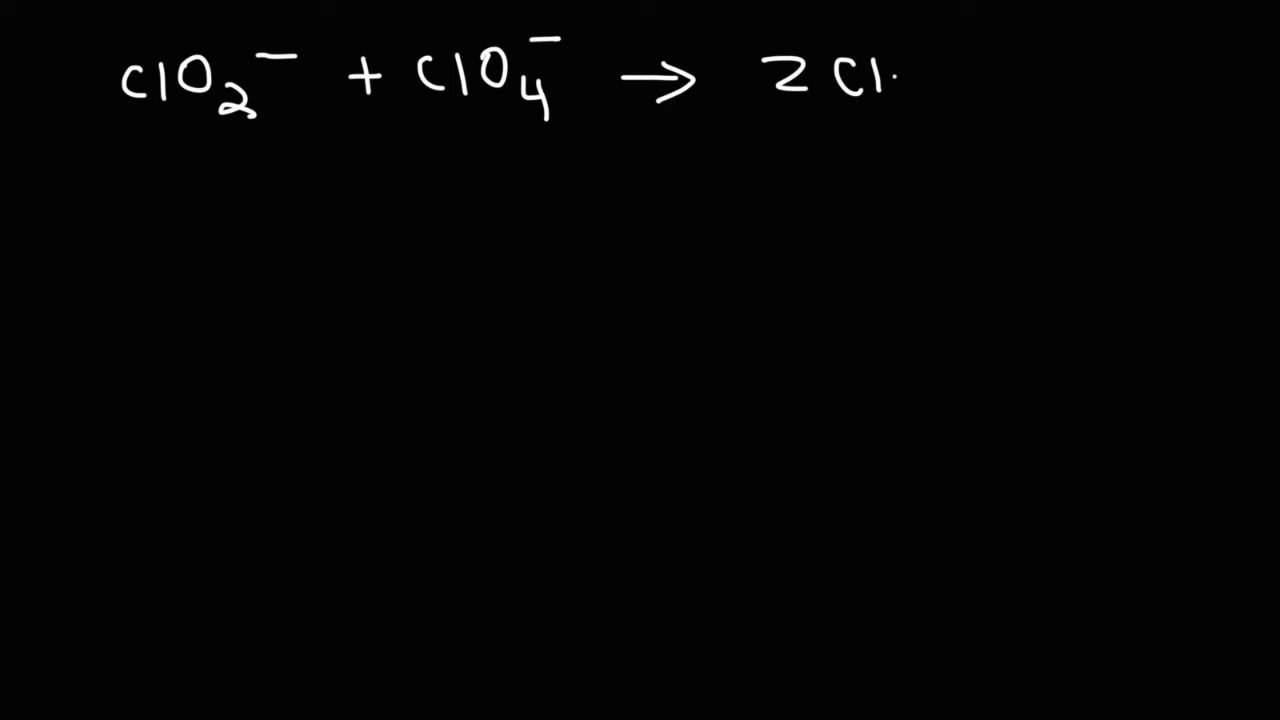 ClO₂⁻ + ClO₄⁻ → 2 Cl